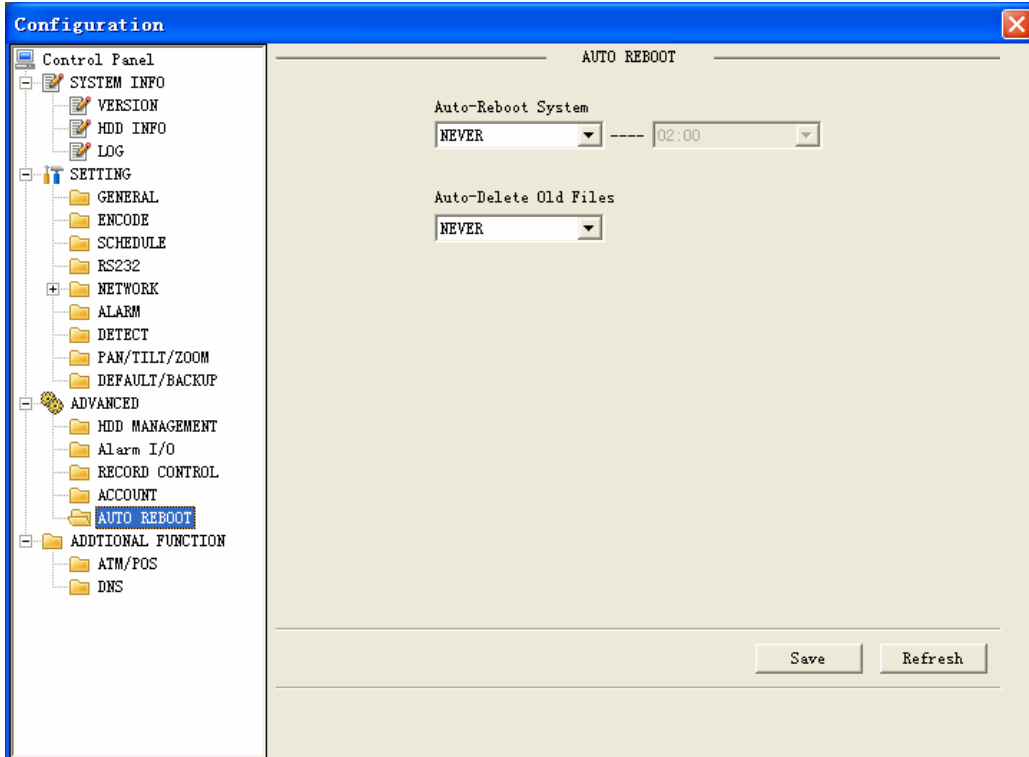 Configuration
Control Panel
SYSTEM INFO
VERSION
HDD INFO
LOG
SETTING
GENERAL
ENCODE
SCHEDULE
RS232
NETWORK
ALARM
DETECT
PAN/TILT/ZOOM
DEFAULT/BACKUP
ADVANCED
HDD MANAGEMENT
Alarm I/O
RECORD CONTROL
ACCOUNT
AUTO REBOOT
ADDTIONAL FUNCTION
ATM/POS
DNS
AUTO REBOOT
Auto-Reboot System
NEVER ---- 02:00
Auto-Delete Old Files
NEVER
Save Refresh